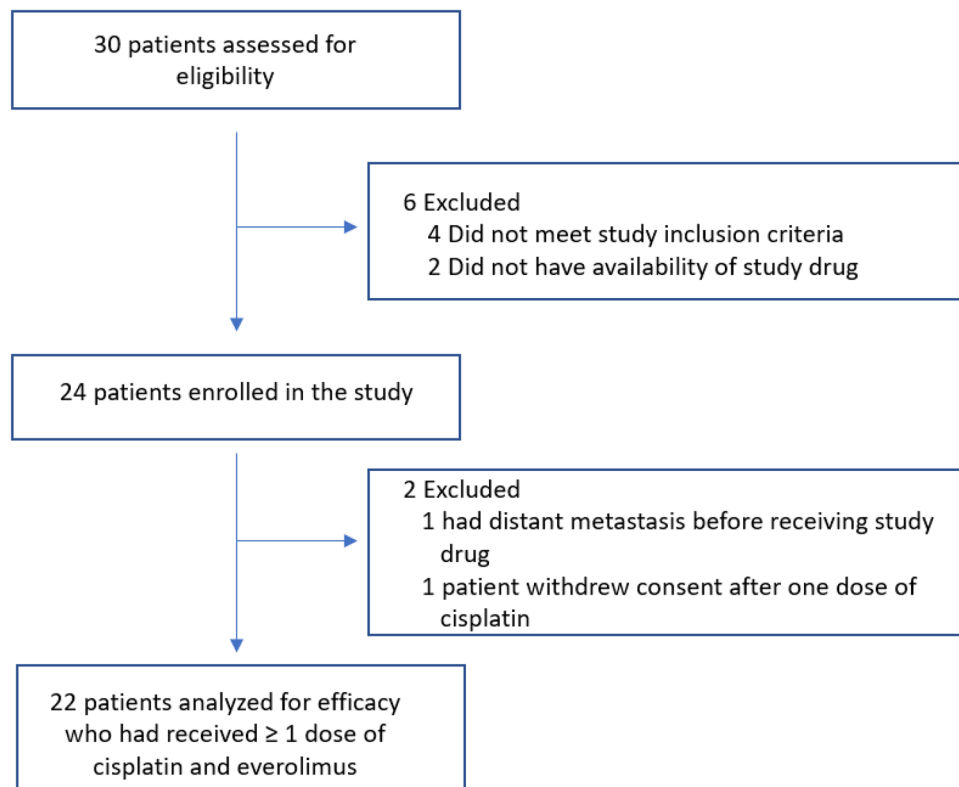 30 patients assessed for
eligibility
6 Excluded
4 Did not meet study inclusion criteria
2 Did not have availability of study drug
24 patients enrolled in the study
2 Excluded
1 had distant metastasis before receiving study
drug
1 patient withdrew consent after one dose of
cisplatin
22 patients analyzed for efficacy
who had received ≥ 1 dose of
cisplatin and everolimus